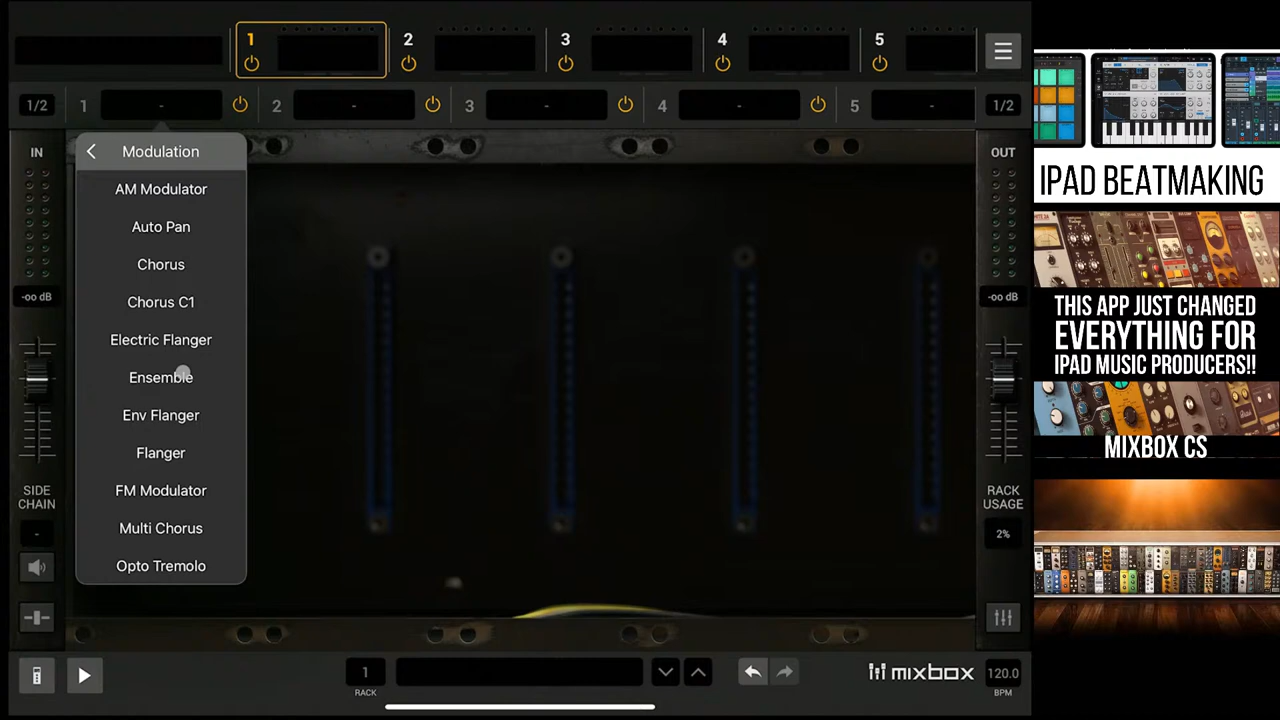 1
2
3
4
5
1/2
1
-
2
-
3
-
4
-
5
-
1/2
IN
Modulation
OUT
AM Modulator
Auto Pan
Chorus
Chorus C1
Electric Flanger
Ensemble
Env Flanger
Flanger
FM Modulator
Multi Chorus
Opto Tremolo
-oo dB
-oo dB
SIDE
CHAIN
-
RACK
USAGE
2%
1
RACK
mixbox
120.0
BPM
IPAD BEATMAKING
THIS APP JUST CHANGED
EVERYTHING FOR
IPAD MUSIC PRODUCERS!!
MIXBOX CS